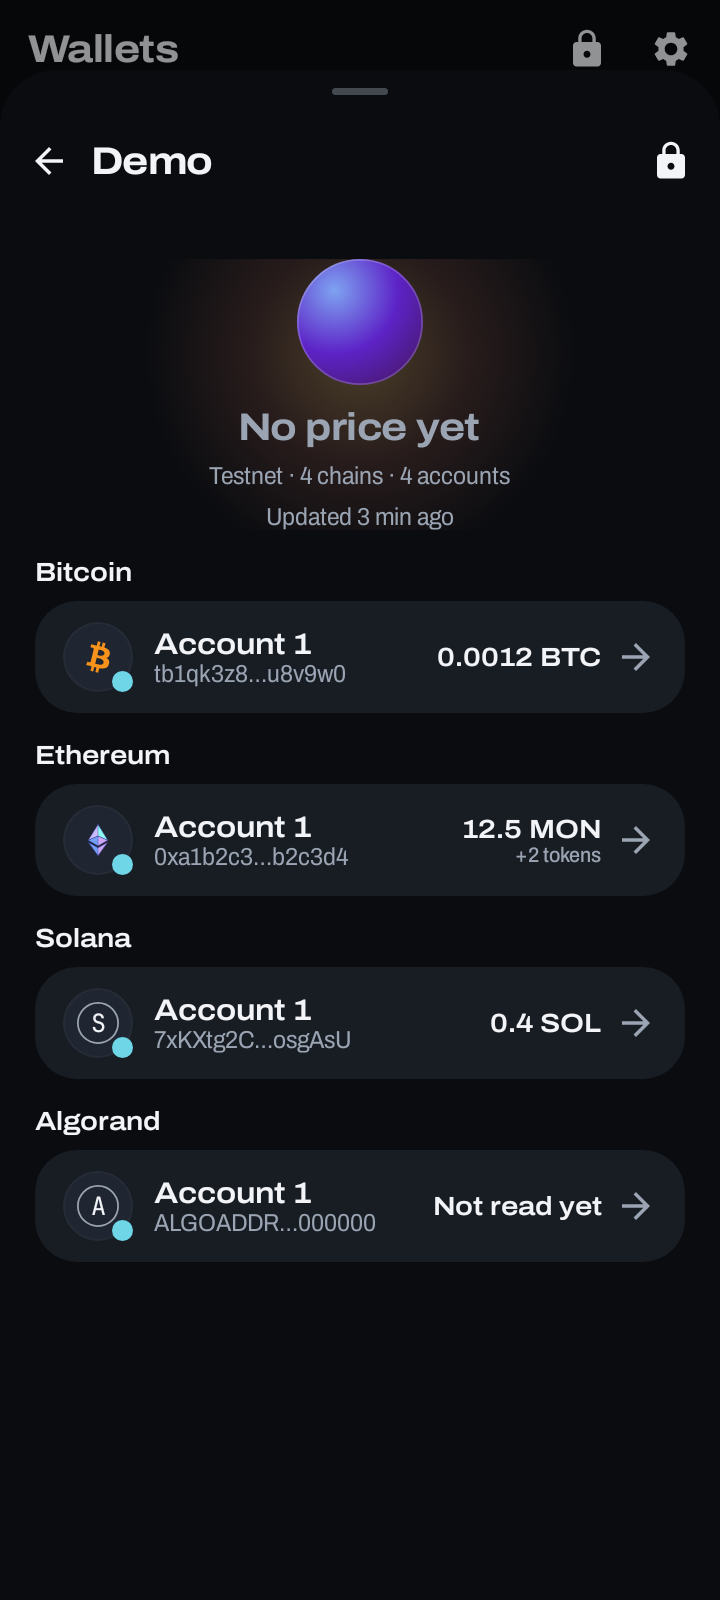 Wallets
Demo
No price yet
Testnet · 4 chains · 4 accounts
Updated 3 min ago
Bitcoin
Account 1
tb1qk3z8...u8v9w0
0.0012 BTC
Ethereum
Account 1
0xa1b2c3...b2c3d4
12.5 MON
+2 tokens
Solana
S
Account 1
7xKXtg2C...osgAsU
0.4 SOL
Algorand
A
Account 1
ALGOADDR...000000
Not read yet